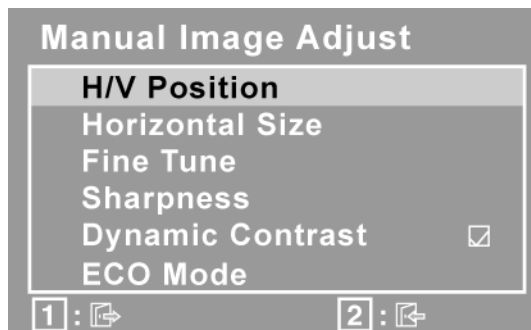 Manual Image Adjust
H/V Position
Horizontal Size
Fine Tune
Sharpness
Dynamic Contrast
ECO Mode
1 : 2 :